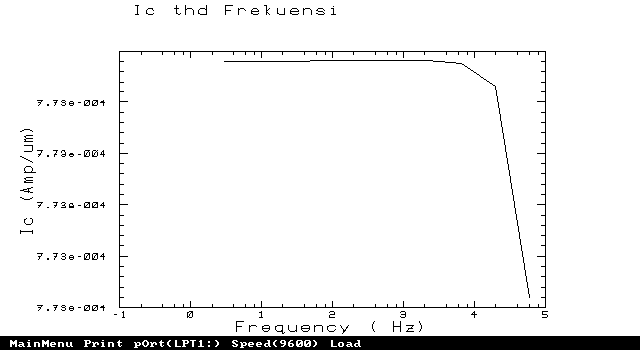 Ic thd Frekuensi
7.73e-004
7.79e-004
7.73e-004
7.73e-004
7.73e-004
Ic (Amp/um)
-1 0 1 2 3 4 5
Frequency ( Hz)
MainMenu Print pOrt(LPT1:) Speed(9600) Load